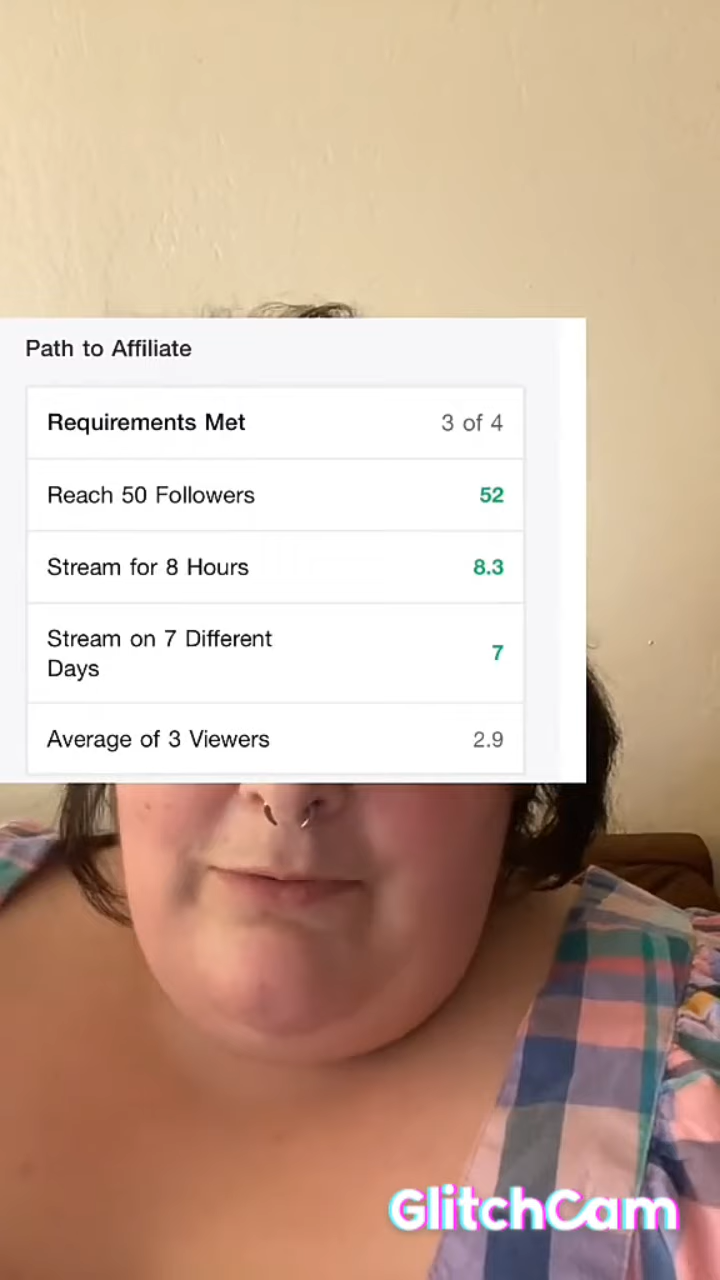 Path to Affiliate
Requirements Met 3 of 4
Reach 50 Followers 52
Stream for 8 Hours 8.3
Stream on 7 Different
Days 7
Average of 3 Viewers 2.9
GlitchCam